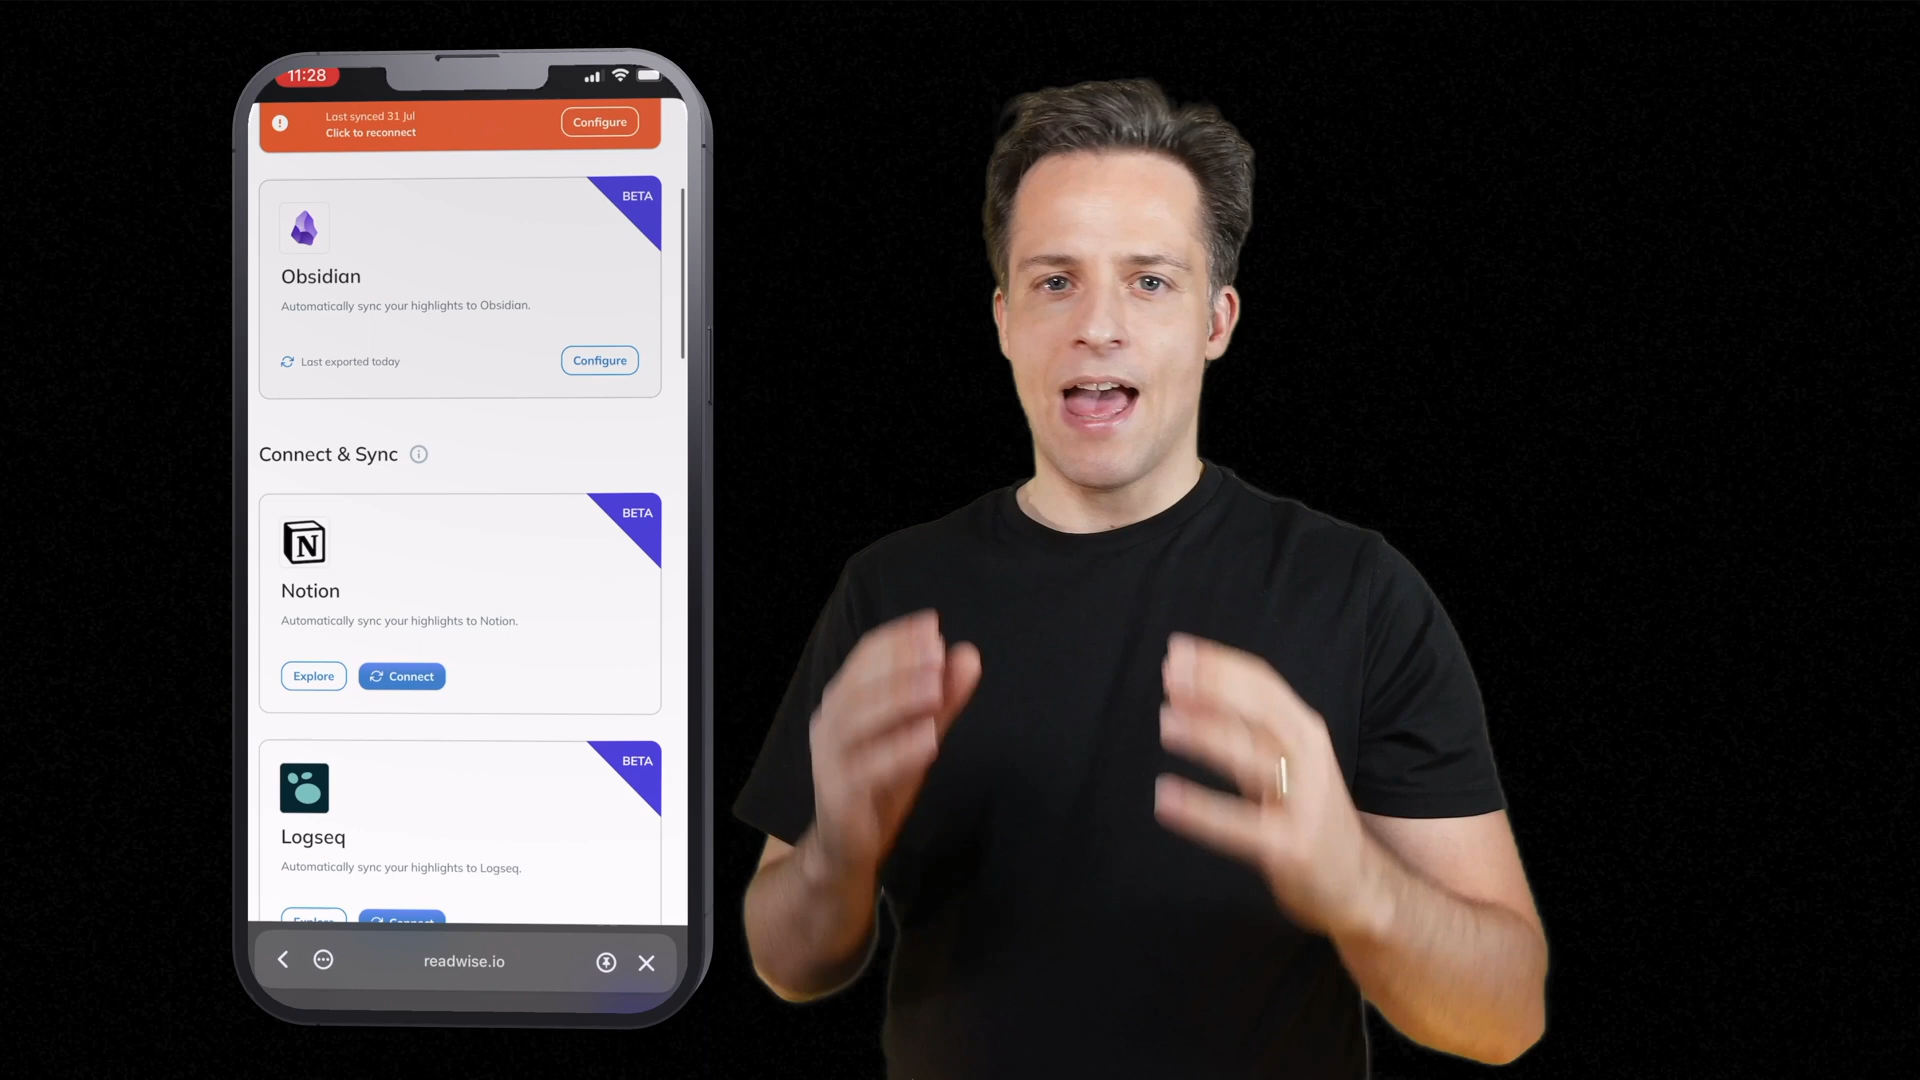 11:28
Last synced 31 Jul
Click to reconnect
Configure
BETA
Obsidian
Automatically sync your highlights to Obsidian.
Last exported today
Configure
Connect & Sync
BETA
N
Notion
Automatically sync your highlights to Notion.
Explore
Connect
BETA
Logseq
Automatically sync your highlights to Logseq.
Explore
Connect
readwise.io